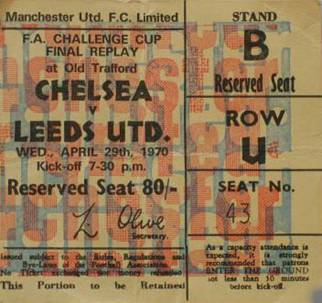 Manchester Utd. F.C. Limited
F.A. CHALLENGE CUP
FINAL REPLAY
at Old Trafford
CHELSEA
v
LEEDS UTD.
WED., APRIL 29th, 1970
Kick-off 7-30 p.m.
Reserved Seat 80/-
L Olive
Secretary.
Issued subject to the Rules, Regulations and
Bye-Laws of the Football Association.
No Ticket exchanged nor money refunded
This Portion to be Retained
STAND
B
Reserved Seat
ROW
U
SEAT No.
43
As a capacity attendance is
expected, it is strongly
recommended that patrons
ENTER THE GROUND
not less than 30 minutes
before kick-off.